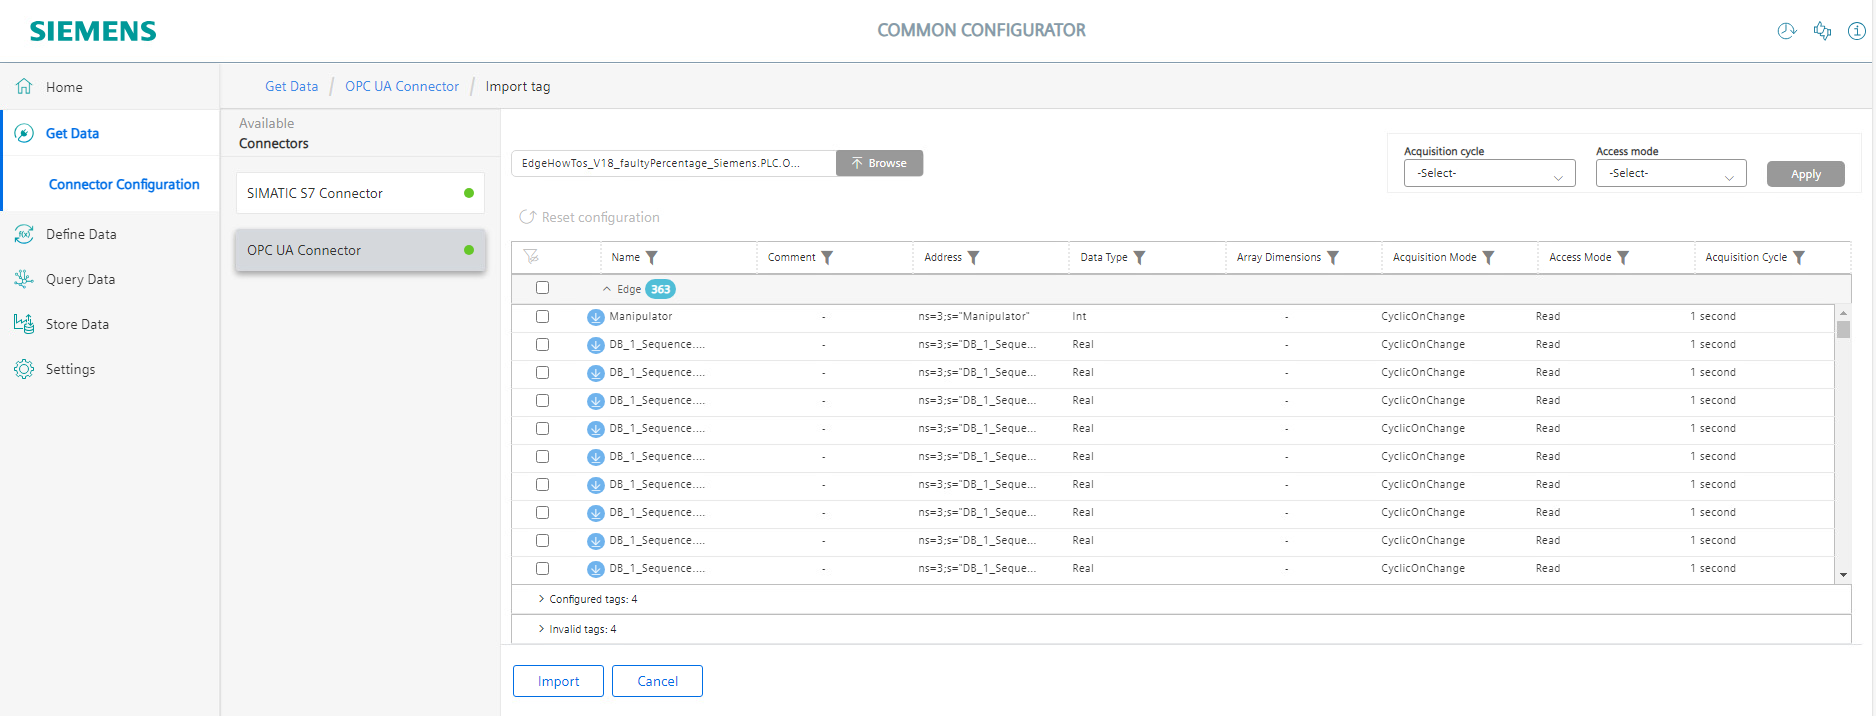 SIEMENS
COMMON CONFIGURATOR
Home
Get Data
Connector Configuration
Define Data
Query Data
Store Data
Settings
Get Data / OPC UA Connector / Import tag
Available
Connectors
SIMATIC S7 Connector
OPC UA Connector
EdgeHowTos_V18_faultyPercentage_Siemens.PLC.O... Browse
Acquisition cycle Access mode
-Select- -Select- Apply
Reset configuration
Name Comment Address Data Type Array Dimensions Acquisition Mode Access Mode Acquisition Cycle
Edge 363
Manipulator - ns=3;s="Manipulator" Int - CyclicOnChange Read 1 second
DB_1_Sequence.... - ns=3;s="DB_1_Seque... Real - CyclicOnChange Read 1 second
DB_1_Sequence.... - ns=3;s="DB_1_Seque... Real - CyclicOnChange Read 1 second
DB_1_Sequence.... - ns=3;s="DB_1_Seque... Real - CyclicOnChange Read 1 second
DB_1_Sequence.... - ns=3;s="DB_1_Seque... Real - CyclicOnChange Read 1 second
DB_1_Sequence.... - ns=3;s="DB_1_Seque... Real - CyclicOnChange Read 1 second
DB_1_Sequence.... - ns=3;s="DB_1_Seque... Real - CyclicOnChange Read 1 second
DB_1_Sequence.... - ns=3;s="DB_1_Seque... Real - CyclicOnChange Read 1 second
DB_1_Sequence.... - ns=3;s="DB_1_Seque... Real - CyclicOnChange Read 1 second
DB_1_Sequence.... - ns=3;s="DB_1_Seque... Real - CyclicOnChange Read 1 second
Configured tags: 4
Invalid tags: 4
Import Cancel